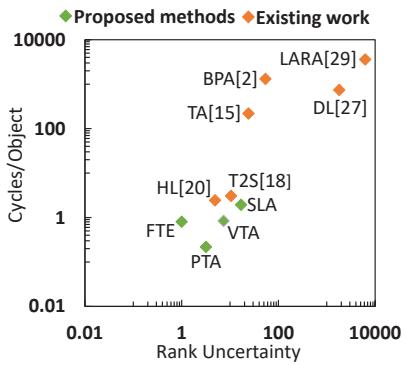 Proposed methods Existing work
10000
100
1
0.01
Cycles/Object
LARA[29]
BPA[2]
DL[27]
TA[15]
HL[20]
T2S[18]
SLA
FTE
VTA
PTA
0.01 1 100 10000
Rank Uncertainty